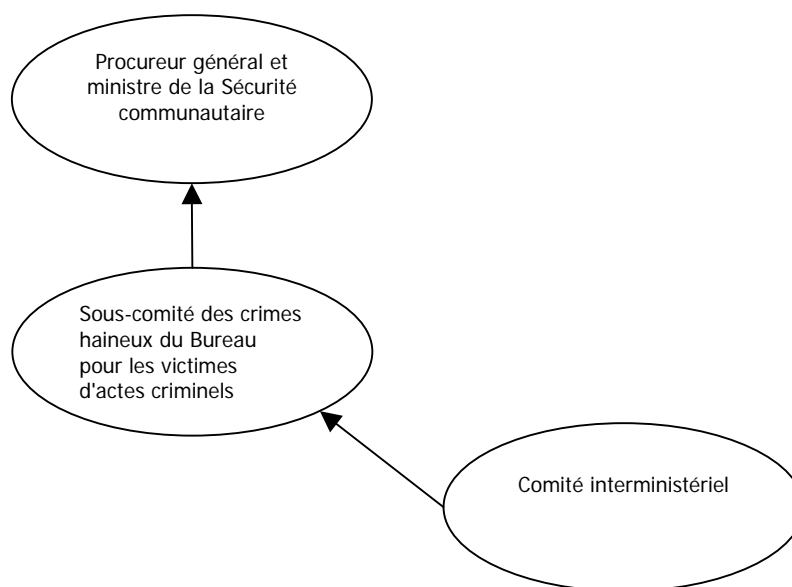 Procureur général et
ministre de la Sécurité
communautaire
Sous-comité des crimes
haineux du Bureau
pour les victimes
d'actes criminels
Comité interministériel